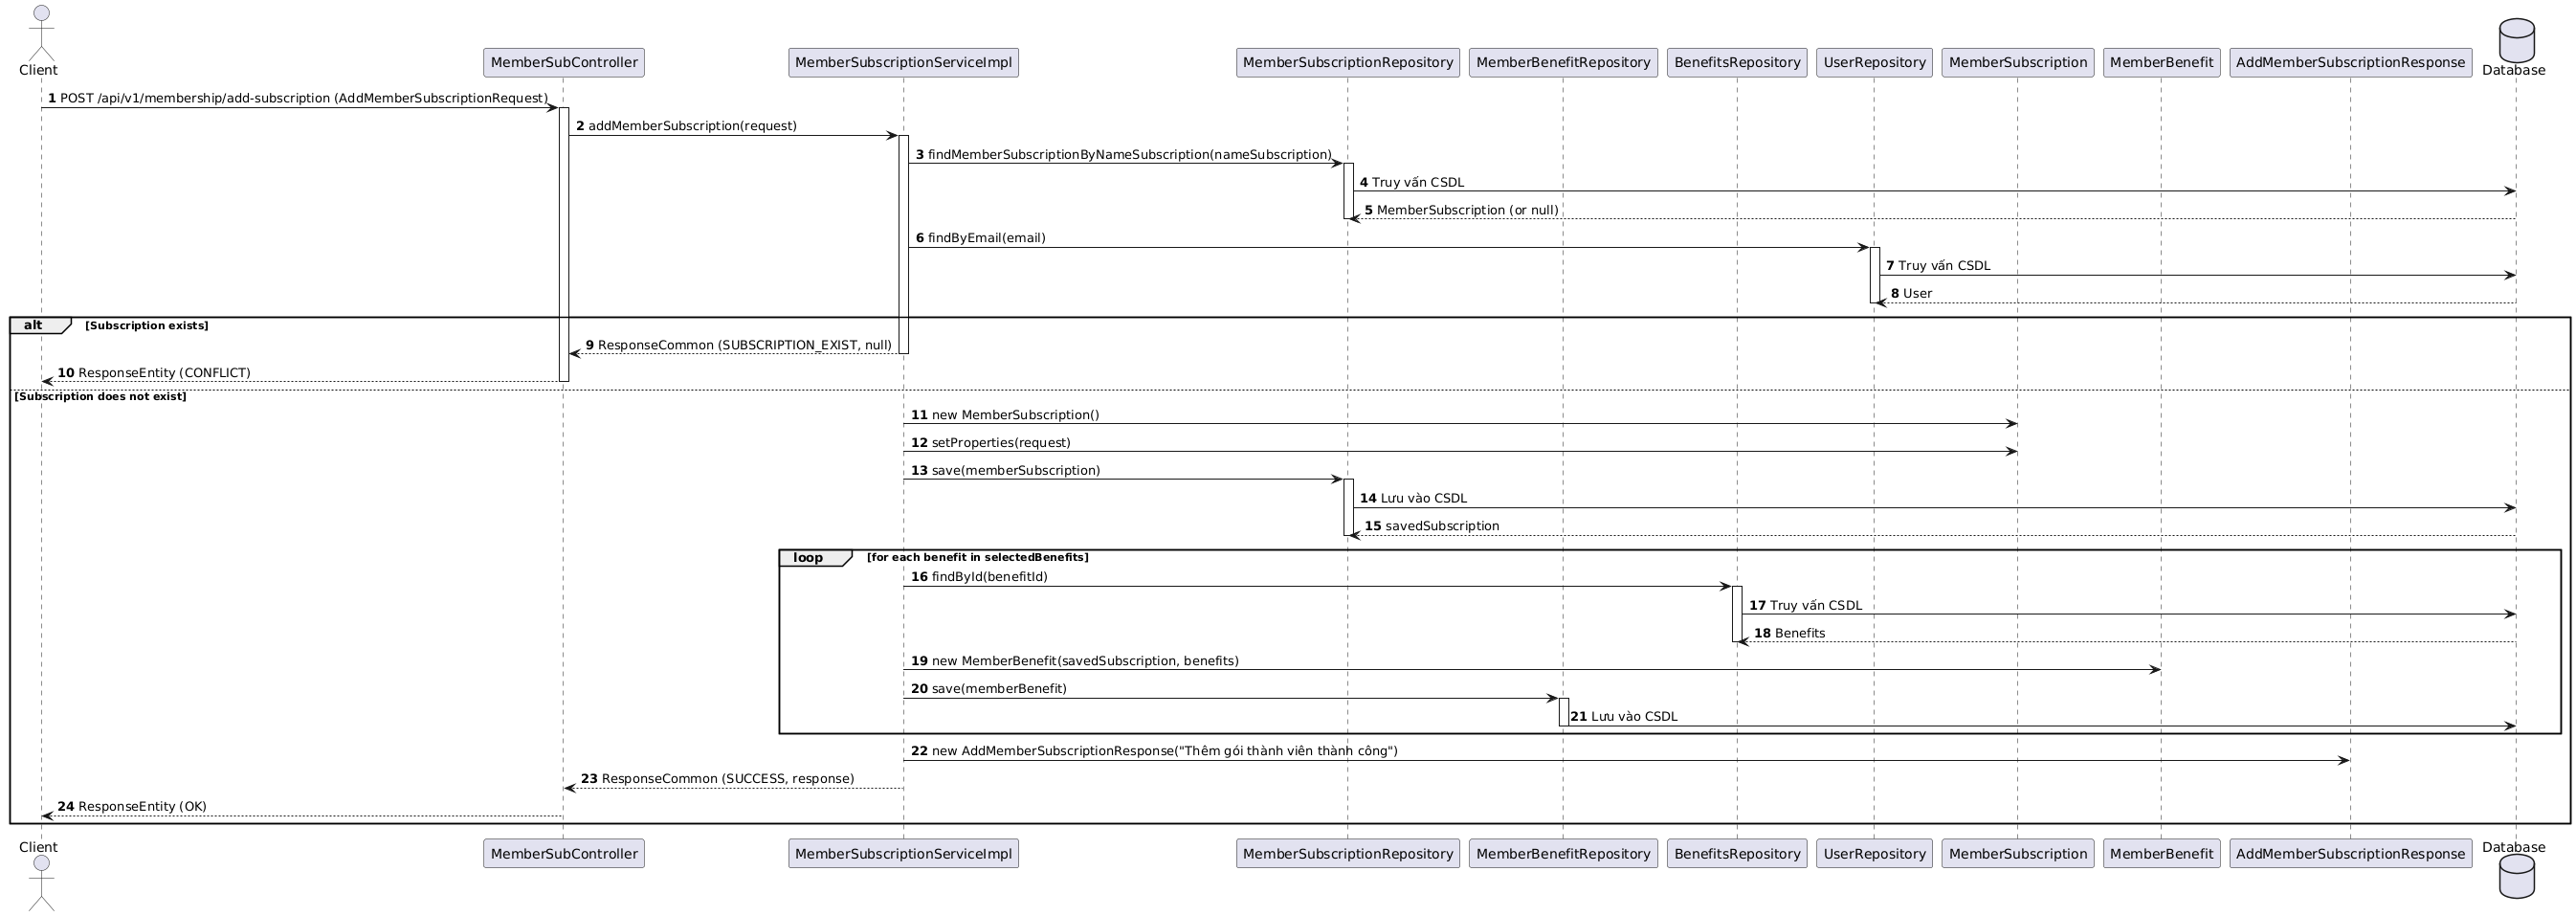 Client
MemberSubController
MemberSubscriptionServiceImpl
MemberSubscriptionRepository
MemberBenefitRepository
BenefitsRepository
UserRepository
MemberSubscription
MemberBenefit
AddMemberSubscriptionResponse
Database
1 POST /api/v1/membership/add-subscription (AddMemberSubscriptionRequest)
2 addMemberSubscription(request)
3 findMemberSubscriptionByNameSubscription(nameSubscription)
4 Truy vấn CSDL
5 MemberSubscription (or null)
6 findByEmail(email)
7 Truy vấn CSDL
8 User
alt [Subscription exists]
9 ResponseCommon (SUBSCRIPTION_EXIST, null)
10 ResponseEntity (CONFLICT)
[Subscription does not exist]
11 new MemberSubscription()
12 setProperties(request)
13 save(memberSubscription)
14 Lưu vào CSDL
15 savedSubscription
loop [for each benefit in selectedBenefits]
16 findById(benefitId)
17 Truy vấn CSDL
18 Benefits
19 new MemberBenefit(savedSubscription, benefits)
20 save(memberBenefit)
21 Lưu vào CSDL
22 new AddMemberSubscriptionResponse("Thêm gói thành viên thành công")
23 ResponseCommon (SUCCESS, response)
24 ResponseEntity (OK)
Client
MemberSubController
MemberSubscriptionServiceImpl
MemberSubscriptionRepository
MemberBenefitRepository
BenefitsRepository
UserRepository
MemberSubscription
MemberBenefit
AddMemberSubscriptionResponse
Database